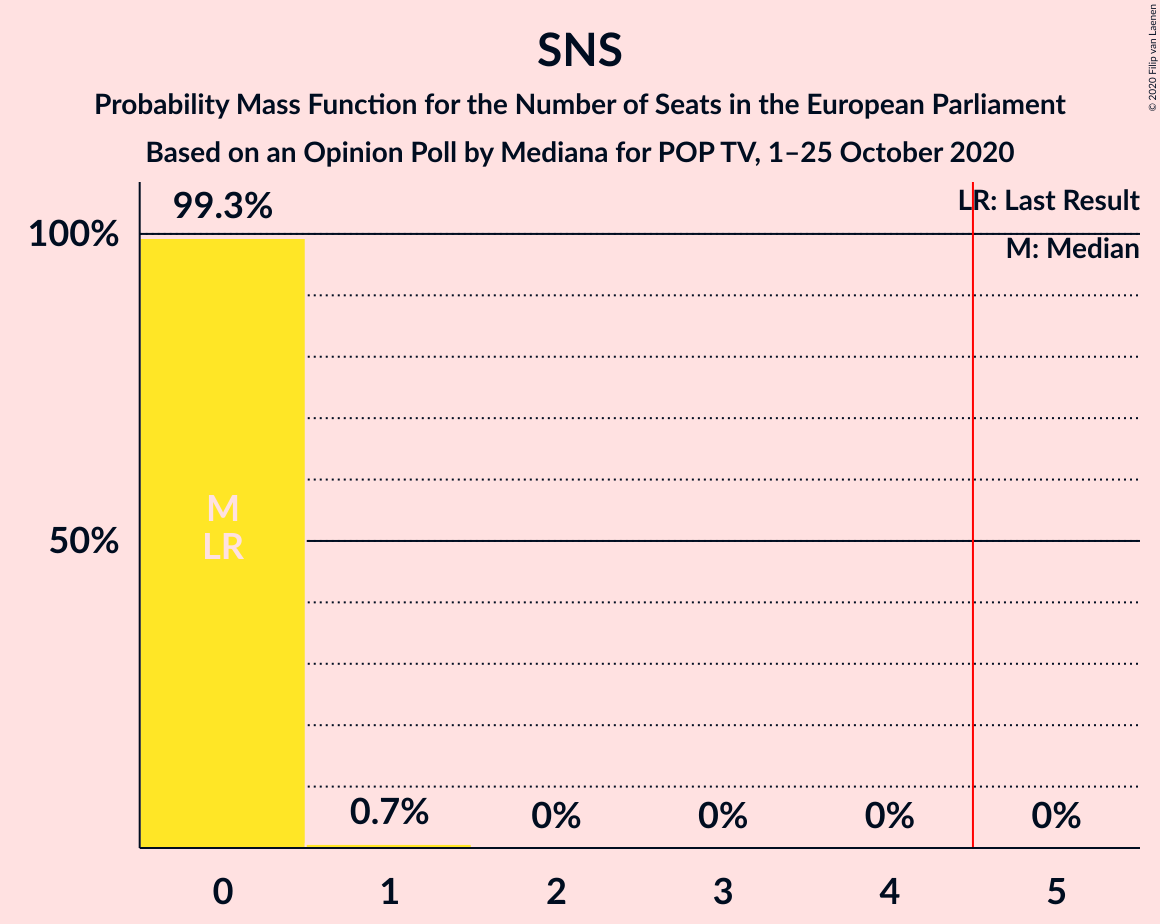 SNS
Probability Mass Function for the Number of Seats in the European Parliament
Based on an Opinion Poll by Mediana for POP TV, 1–25 October 2020
© 2020 Filip van Laenen
LR: Last Result
M: Median
99.3%
100%
M
LR
50%
0.7%
0%
0%
0%
0%
0
1
2
3
4
5